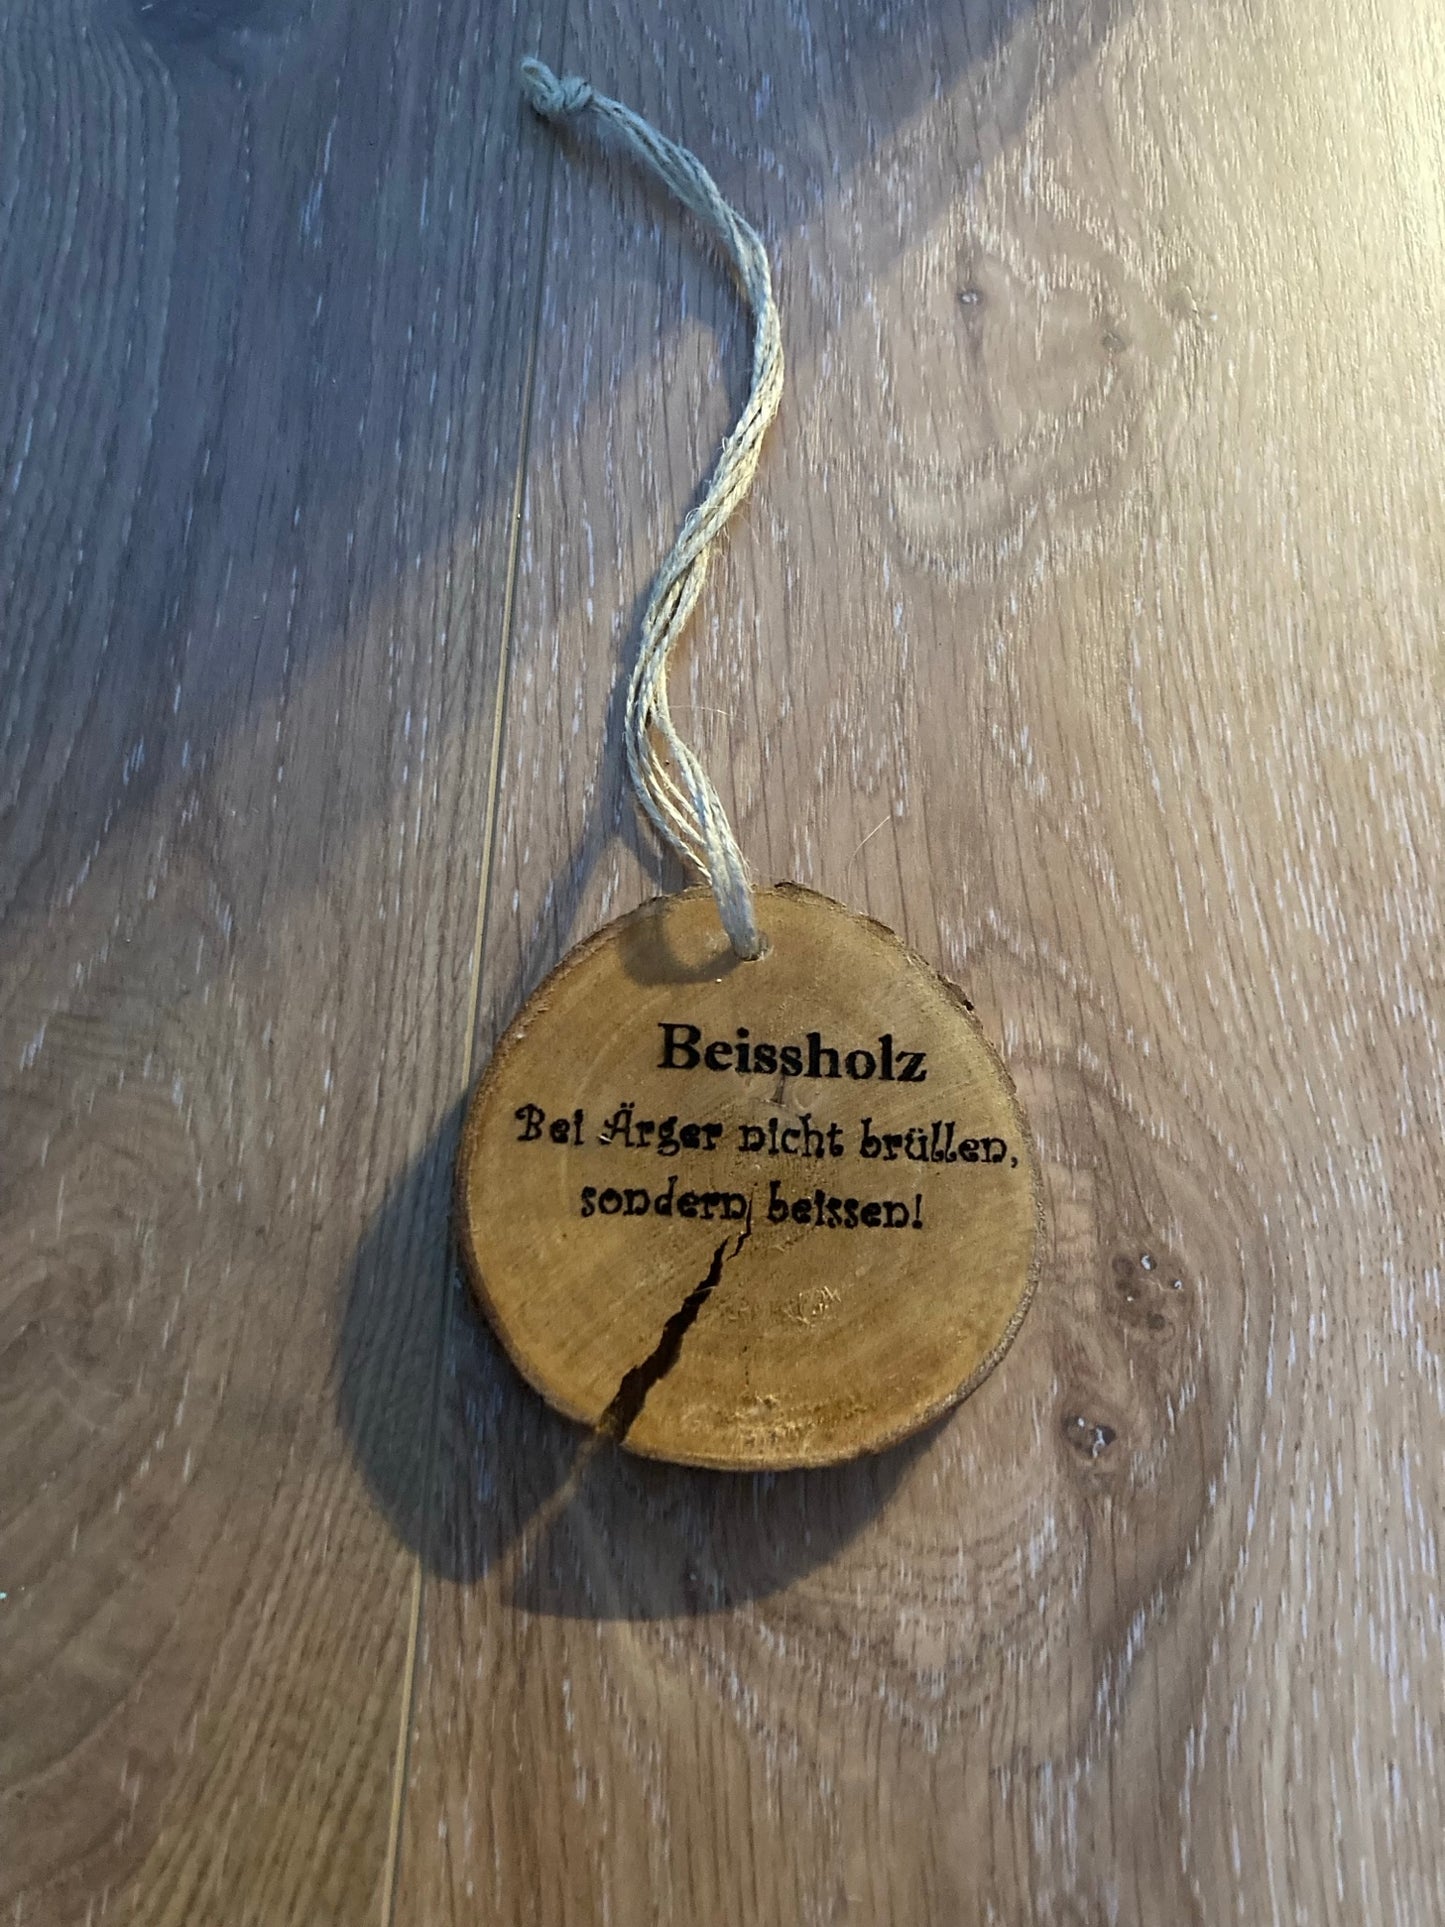 Beissholz
Bei Ärger nicht brüllen,
sondern beissen!